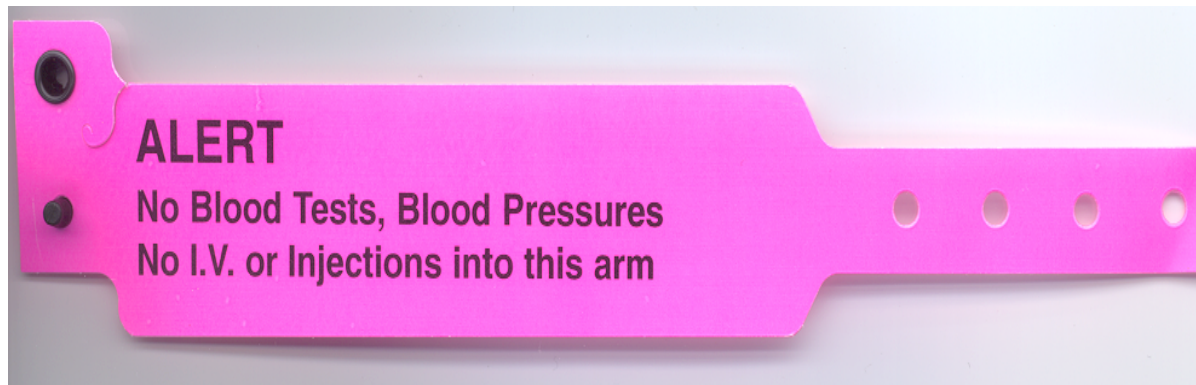 ALERT
No Blood Tests, Blood Pressures
No I.V. or Injections into this arm